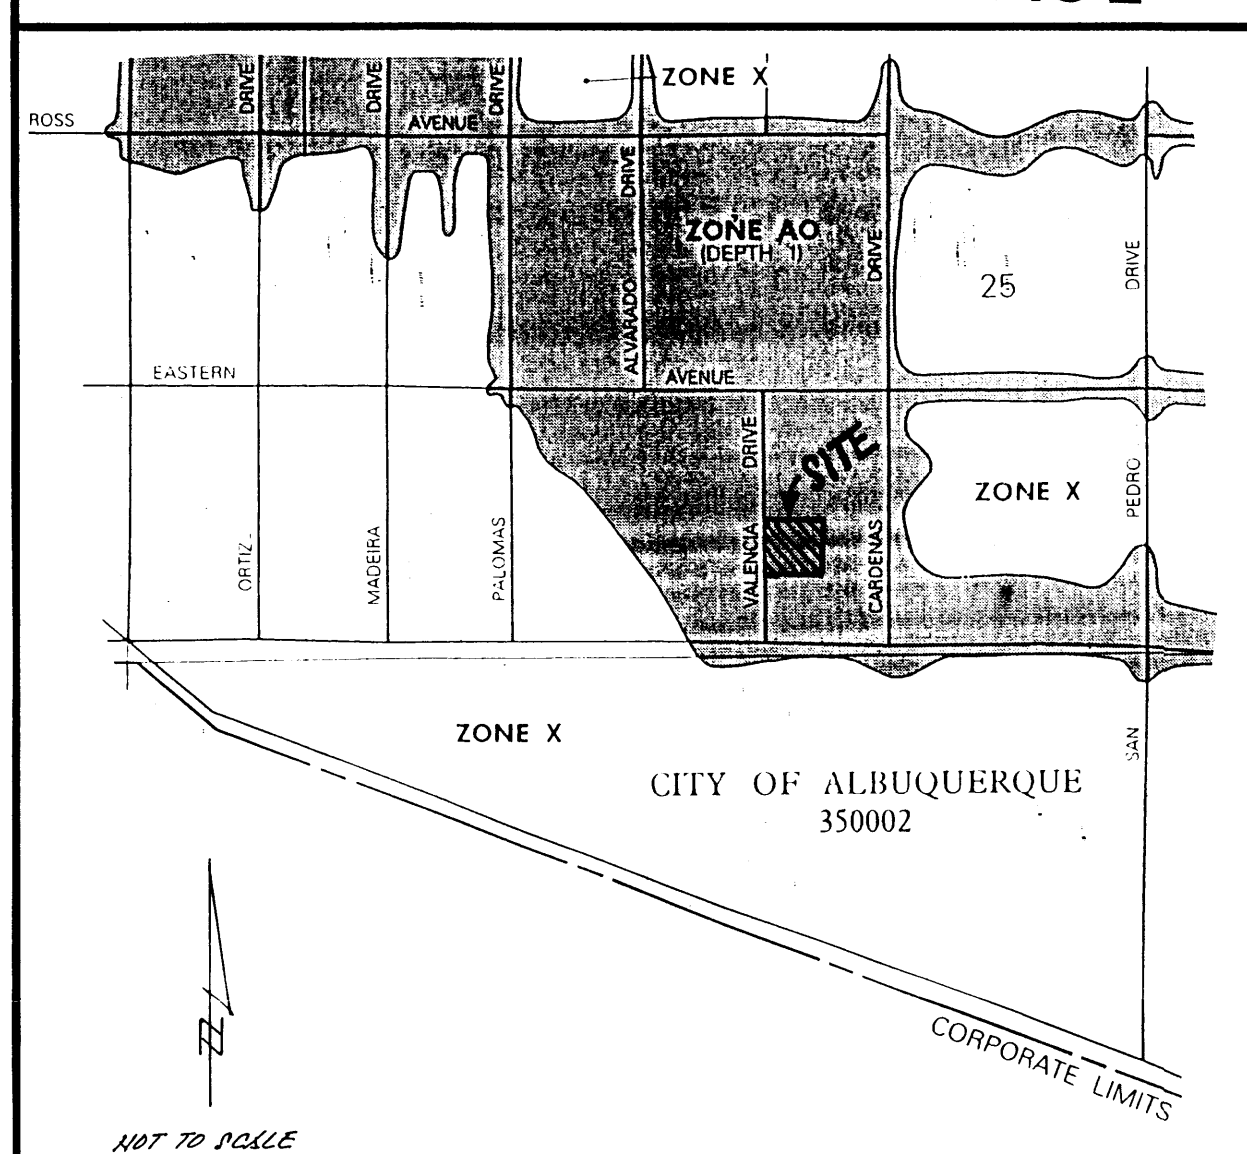 ZONE X
ROSS
AVENUE
DRIVE
DRIVE
DRIVE
ALVARADO DRIVE
ZONE AO
(DEPTH 1)
DRIVE
25
DRIVE
EASTERN
AVENUE
SITE
ZONE X
ORTIZ
MADEIRA
PALOMAS
VALENCIA DRIVE
CARDENAS
PEDRO
SAN
ZONE X
CITY OF ALBUQUERQUE
350002
CORPORATE LIMITS
N
NOT TO SCALE